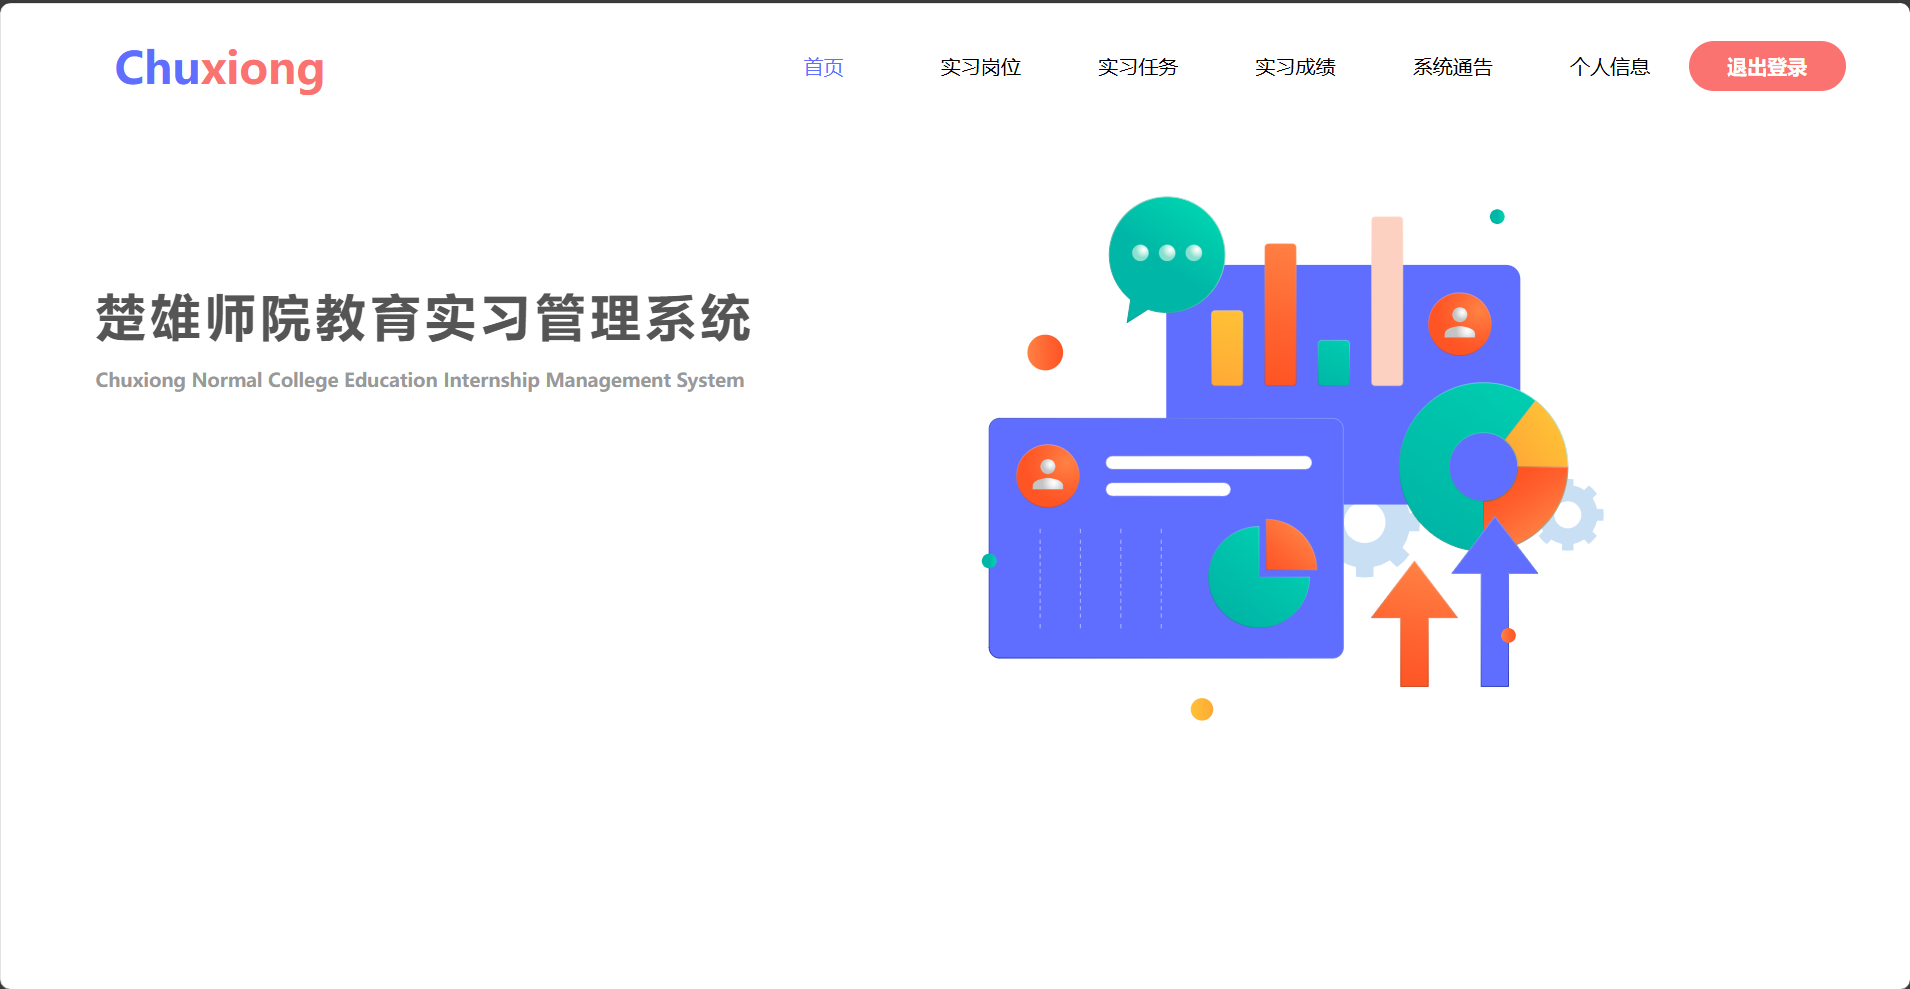 Chuxiong
首页 实习岗位 实习任务 实习成绩 系统通告 个人信息 退出登录
楚雄师院教育实习管理系统
Chuxiong Normal College Education Internship Management System